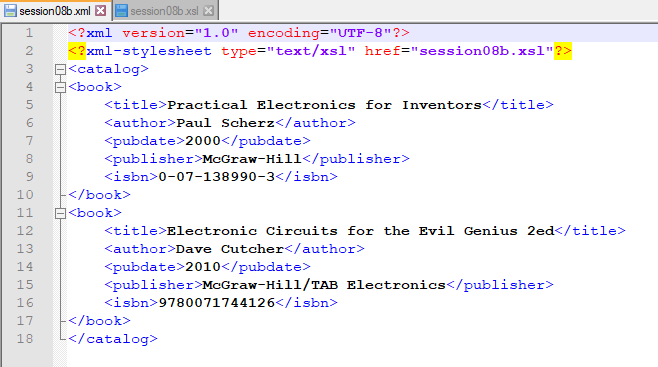 session08b.xml session08b.xsl
1 <?xml version="1.0" encoding="UTF-8"?>
2 <?xml-stylesheet type="text/xsl" href="session08b.xsl"?>
3 <catalog>
4 <book>
5 <title>Practical Electronics for Inventors</title>
6 <author>Paul Scherz</author>
7 <pubdate>2000</pubdate>
8 <publisher>McGraw-Hill</publisher>
9 <isbn>0-07-138990-3</isbn>
10 </book>
11 <book>
12 <title>Electronic Circuits for the Evil Genius 2ed</title>
13 <author>Dave Cutcher</author>
14 <pubdate>2010</pubdate>
15 <publisher>McGraw-Hill/TAB Electronics</publisher>
16 <isbn>9780071744126</isbn>
17 </book>
18 </catalog>